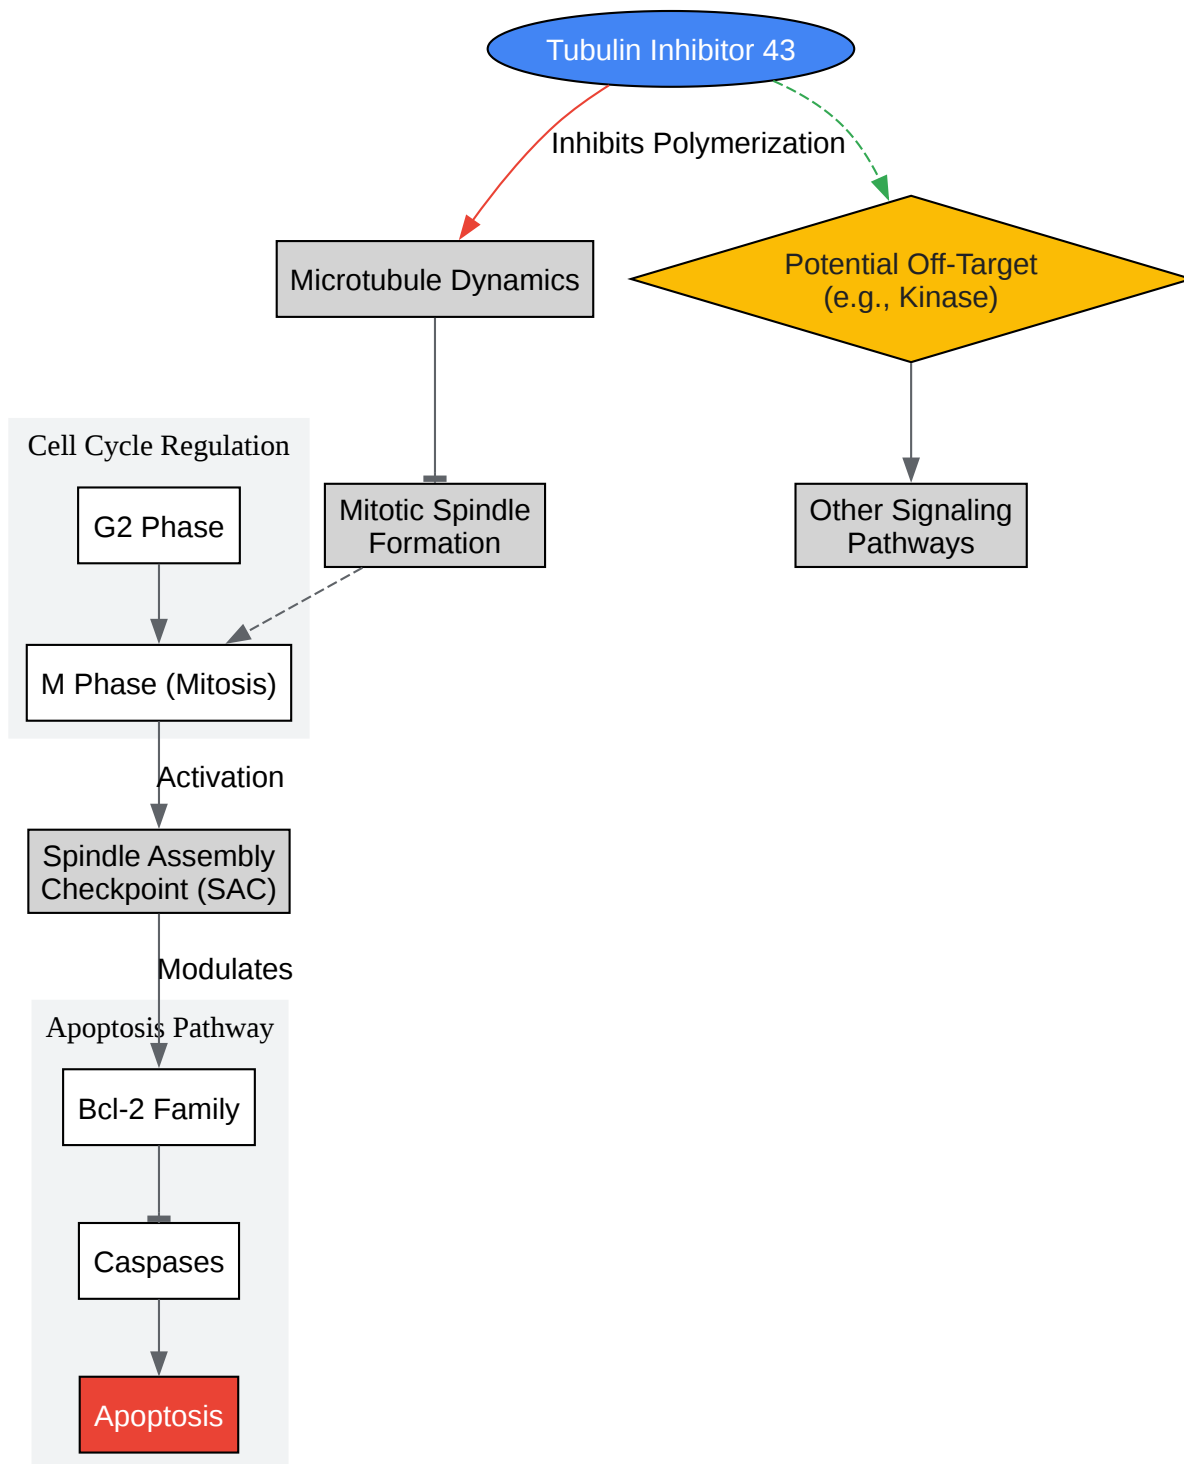 Tubulin Inhibitor 43
Inhibits Polymerization
Microtubule Dynamics
Potential Off-Target
(e.g., Kinase)
Cell Cycle Regulation
G2 Phase
Mitotic Spindle
Formation
Other Signaling
Pathways
M Phase (Mitosis)
Activation
Spindle Assembly
Checkpoint (SAC)
Modulates
Apoptosis Pathway
Bcl-2 Family
Caspases
Apoptosis